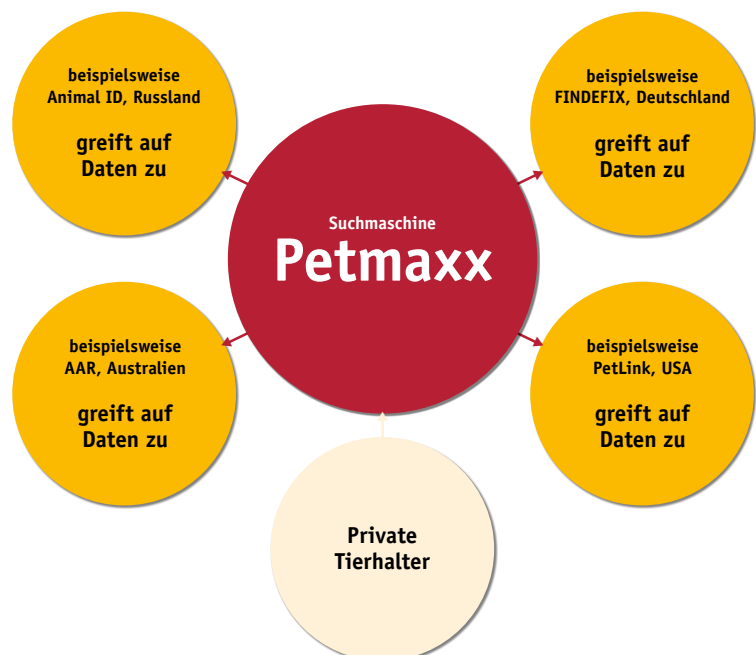 beispielsweise
Animal ID, Russland
greift auf
Daten zu
beispielsweise
FINDEFIX, Deutschland
greift auf
Daten zu
Suchmaschine
Petmaxx
beispielsweise
AAR, Australien
greift auf
Daten zu
beispielsweise
PetLink, USA
greift auf
Daten zu
Private
Tierhalter